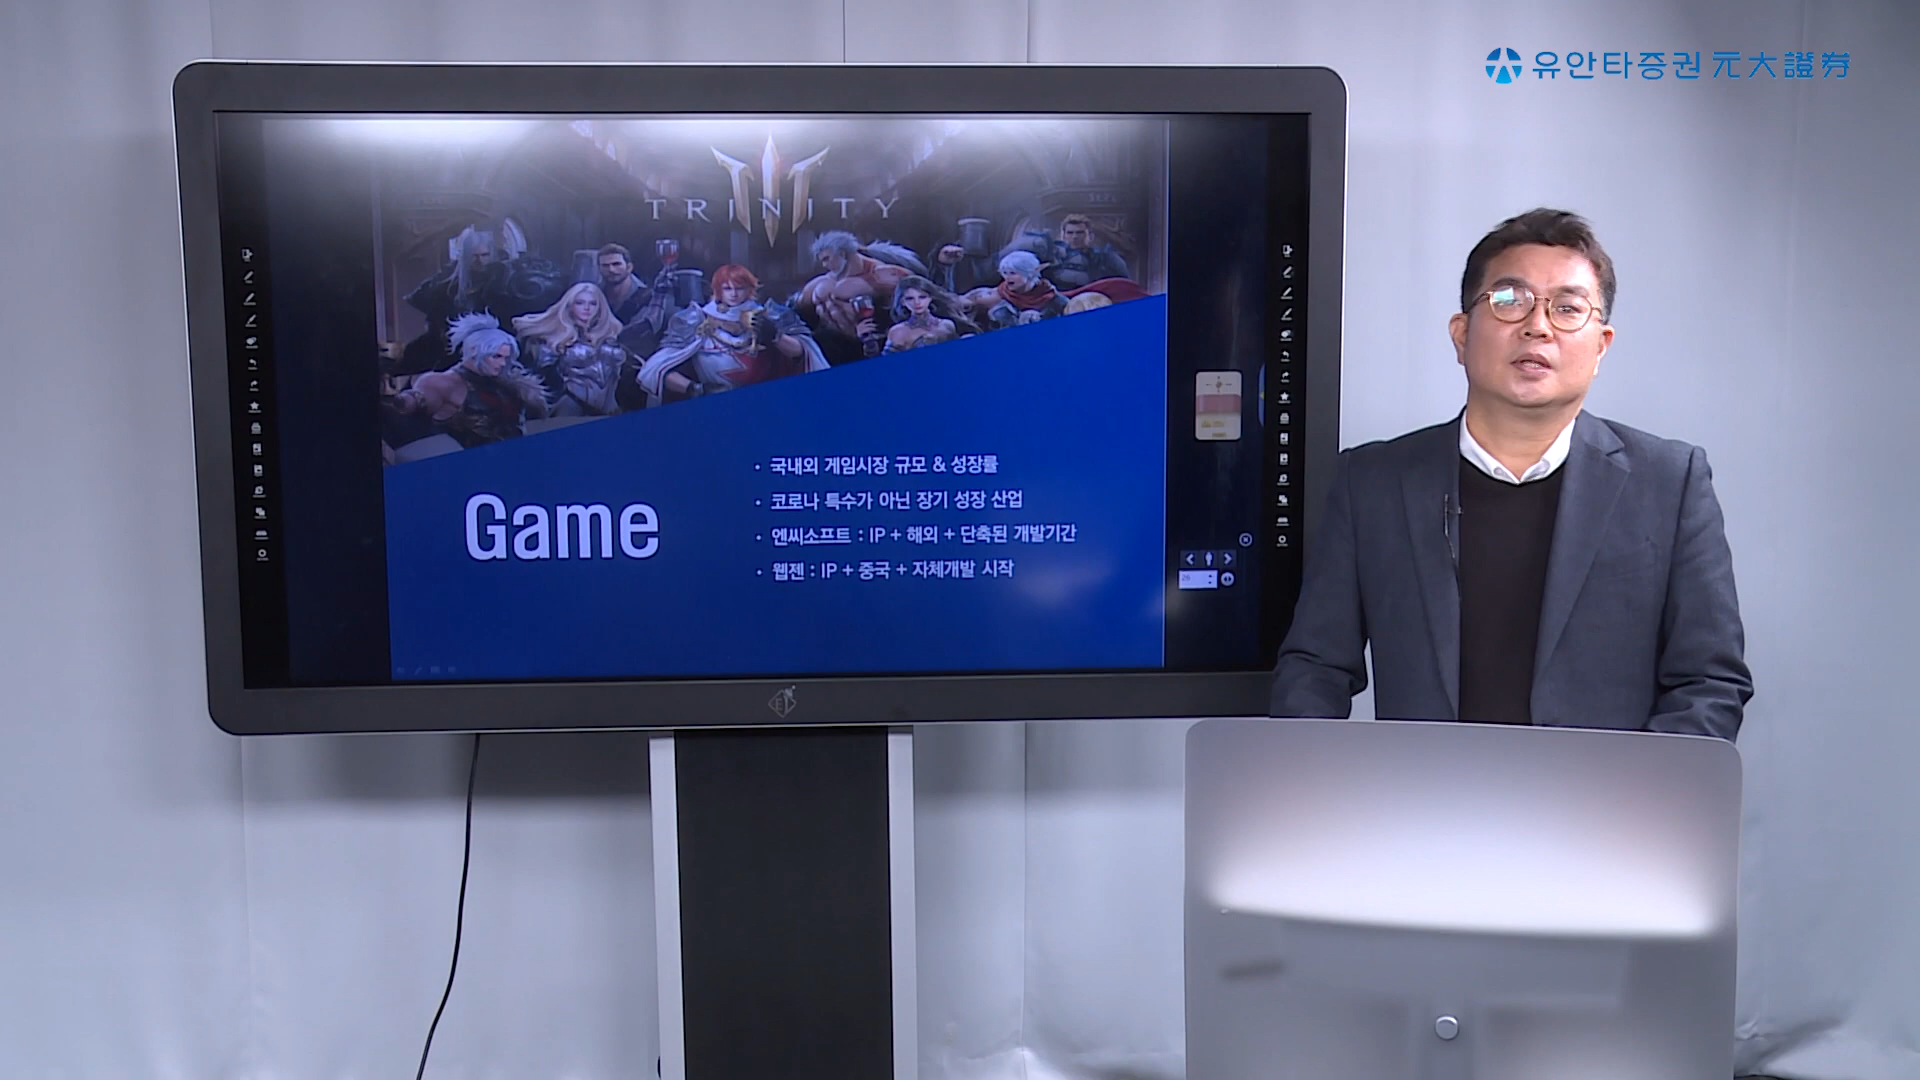 유안타증권 元大證券
TRINITY
Game
• 국내외 게임시장 규모 & 성장률
• 코로나 특수가 아닌 장기 성장 산업
• 엔씨소프트 : IP + 해외 + 단축된 개발기간
• 웹젠 : IP + 중국 + 자체개발 시작
26